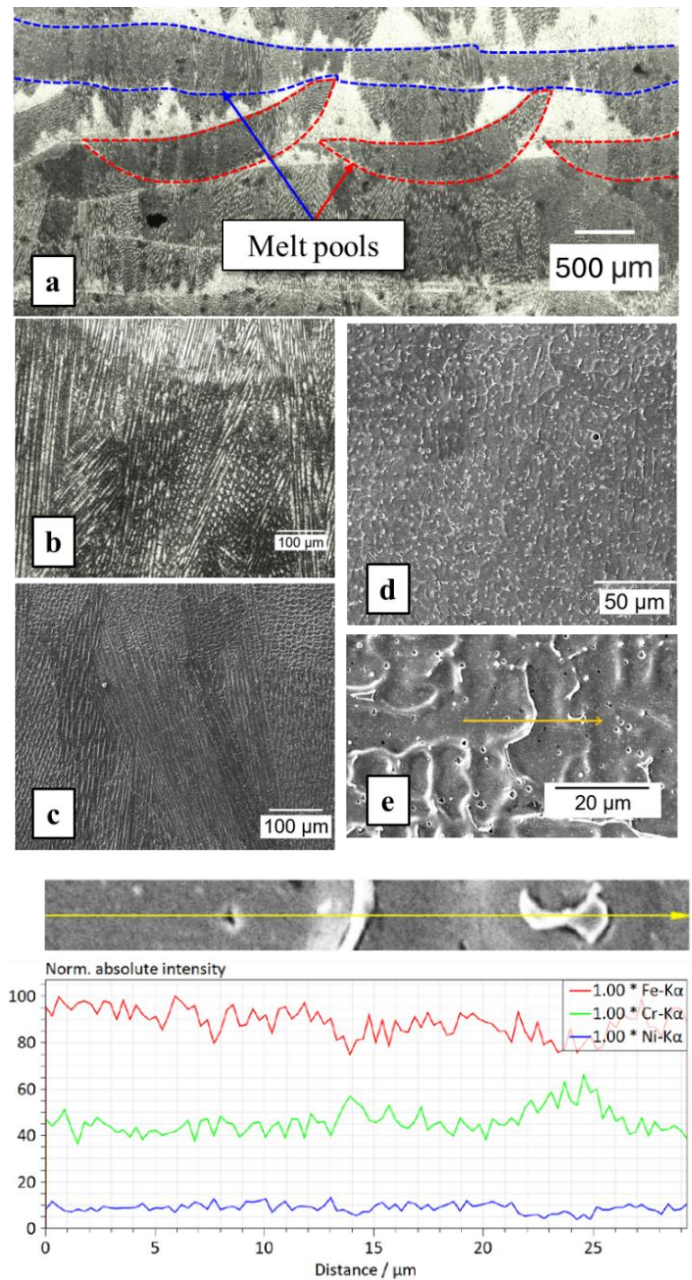 Melt pools
a
500 µm
b
100 µm
d
50 µm
c
100 µm
e
20 µm
Norm. absolute intensity
1.00 * Fe-Kα
1.00 * Cr-Kα
1.00 * Ni-Kα
100
80
60
40
20
0
0 5 10 15 20 25
Distance / µm